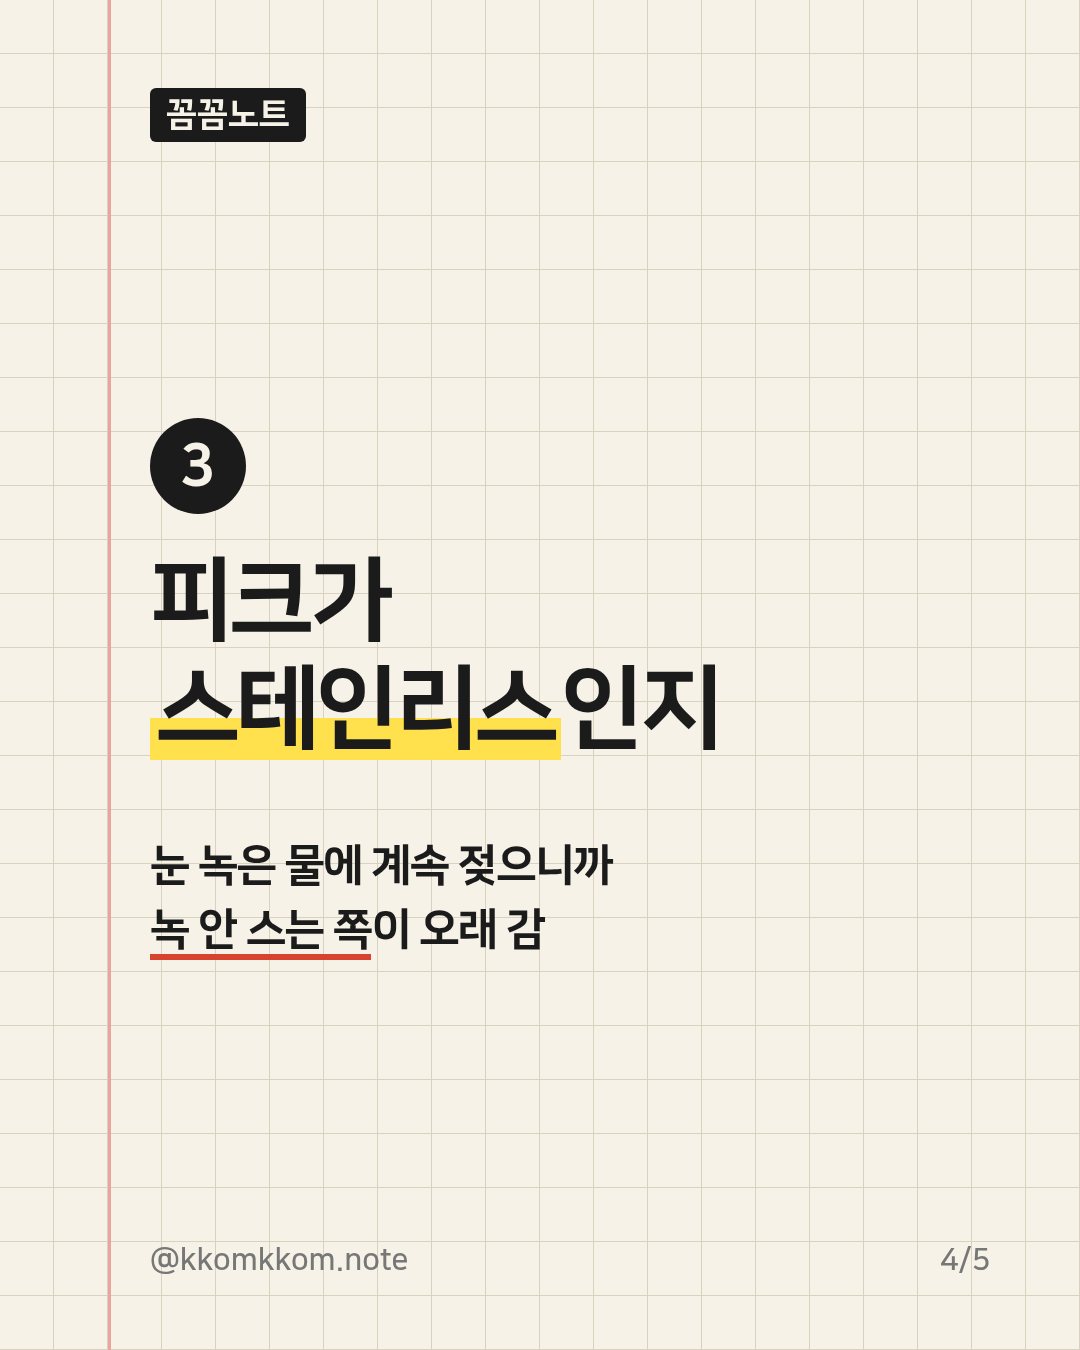 꼼꼼노트
3
피크가
스테인리스인지
눈 녹은 물에 계속 젖으니까
녹 안 스는 쪽이 오래 감
@kkomkkom.note
4/5